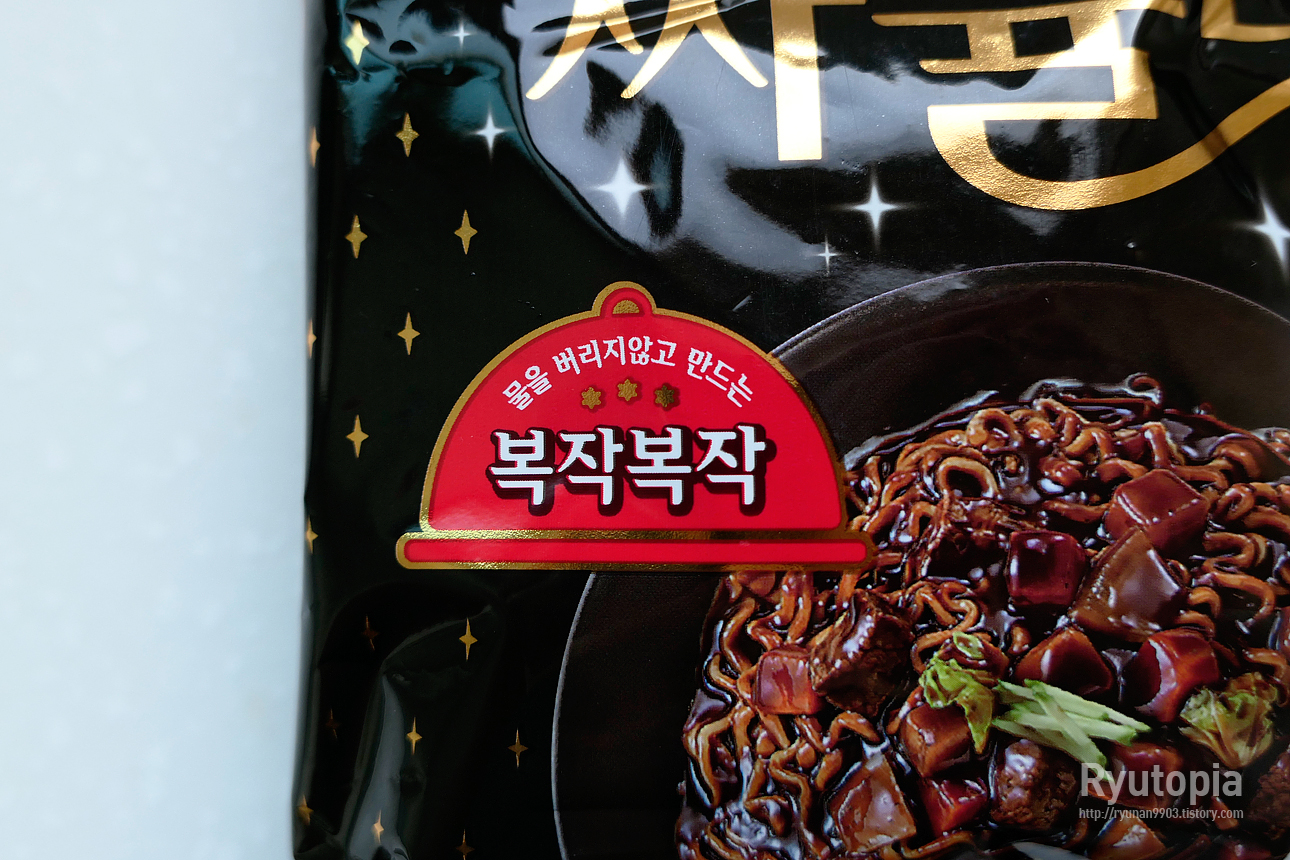 물을 버리지않고 만드는
복작복작
Ryutopia
http://ryunan9903.tistory.com